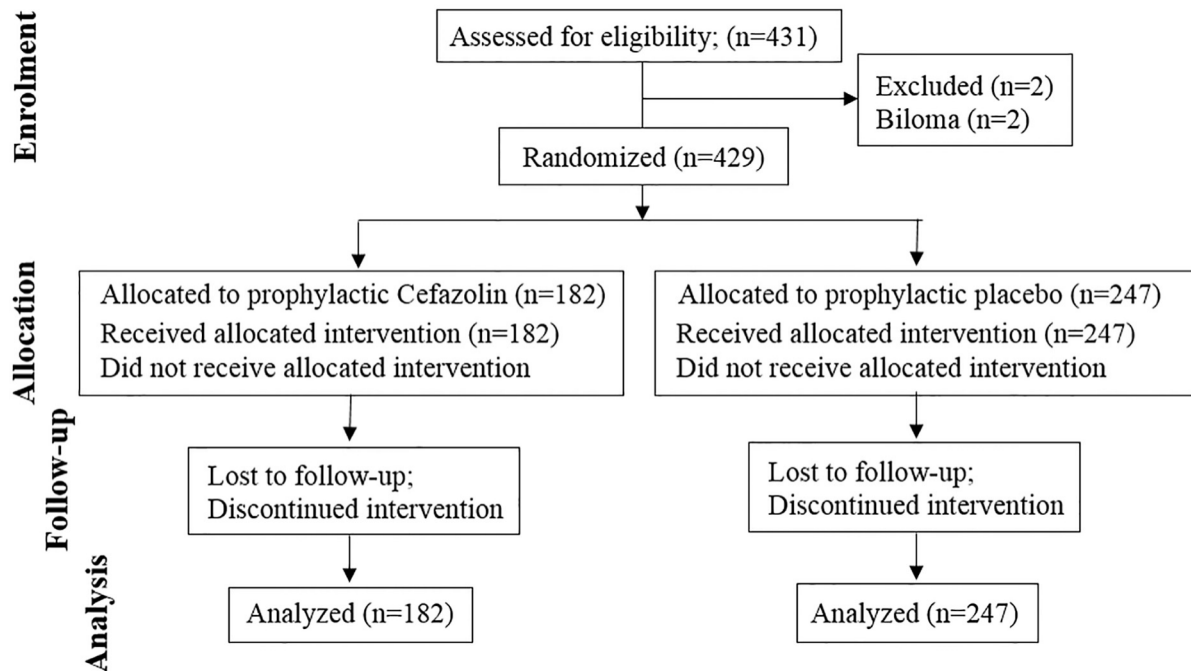 Enrolment
Assessed for eligibility; (n=431)
Excluded (n=2)
Biloma (n=2)
Randomized (n=429)
Allocation
Allocated to prophylactic Cefazolin (n=182)
Received allocated intervention (n=182)
Did not receive allocated intervention
Allocated to prophylactic placebo (n=247)
Received allocated intervention (n=247)
Did not receive allocated intervention
Follow-up
Lost to follow-up;
Discontinued intervention
Lost to follow-up;
Discontinued intervention
Analysis
Analyzed (n=182)
Analyzed (n=247)